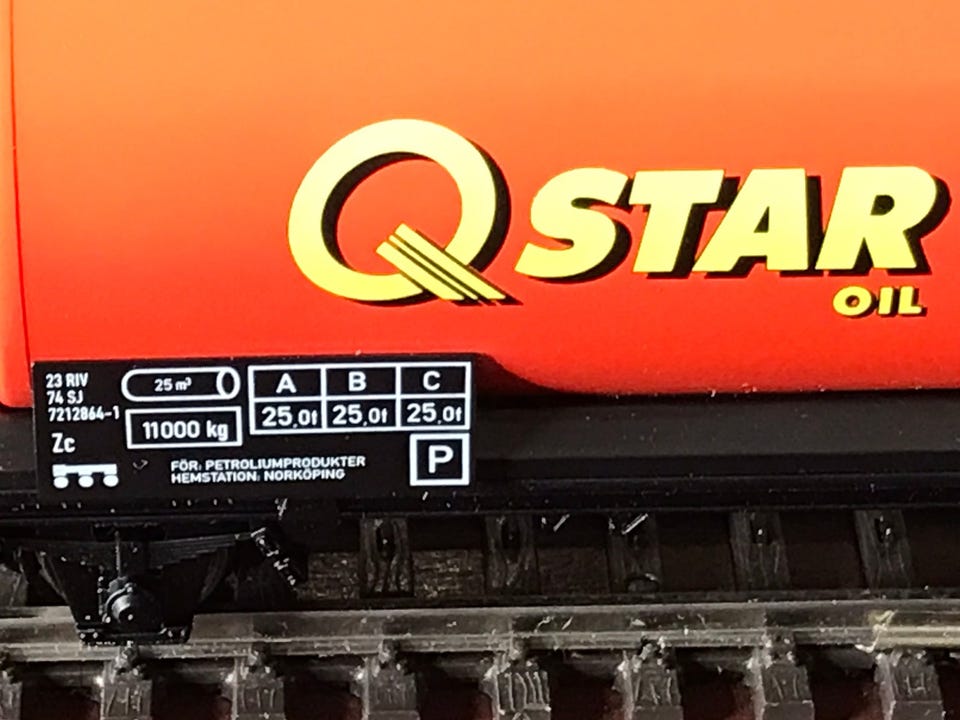 QSTAR
OIL
23 RIV
74 SJ
7212864-1
Zc
25 m³
11000 kg
A B C
25,0t 25,0t 25,0t
P
FÖR: PETROLIUMPRODUKTER
HEMSTATION: NORKÖPING